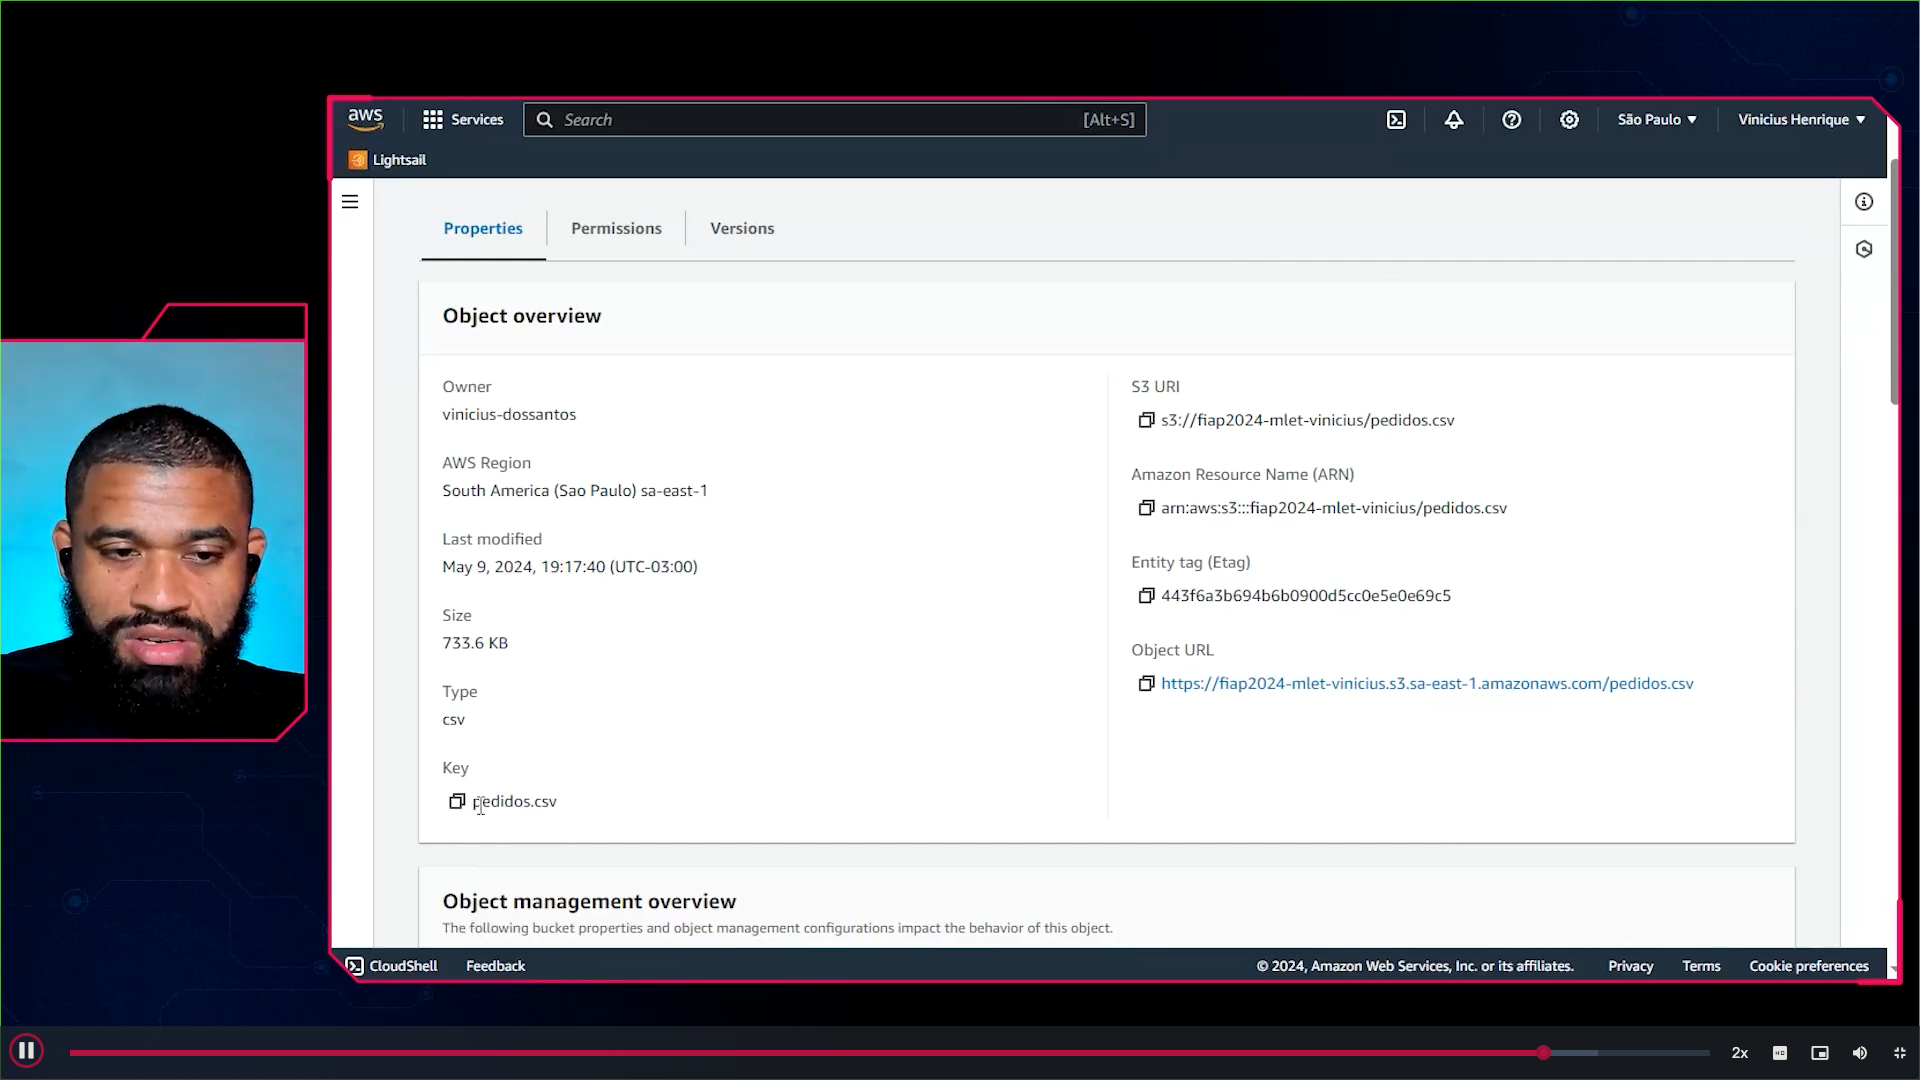 aws
Services
Search
[Alt+S]
São Paulo
Vinicius Henrique
Lightsail
Properties
Permissions
Versions
Object overview
Owner
vinicius-dossantos
AWS Region
South America (Sao Paulo) sa-east-1
Last modified
May 9, 2024, 19:17:40 (UTC-03:00)
Size
733.6 KB
Type
csv
Key
pedidos.csv
S3 URI
s3://fiap2024-mlet-vinicius/pedidos.csv
Amazon Resource Name (ARN)
arn:aws:s3:::fiap2024-mlet-vinicius/pedidos.csv
Entity tag (Etag)
443f6a3b694b6b0900d5cc0e5e0e69c5
Object URL
https://fiap2024-mlet-vinicius.s3.sa-east-1.amazonaws.com/pedidos.csv
Object management overview
The following bucket properties and object management configurations impact the behavior of this object.
CloudShell
Feedback
© 2024, Amazon Web Services, Inc. or its affiliates.
Privacy
Terms
Cookie preferences
2x
HD